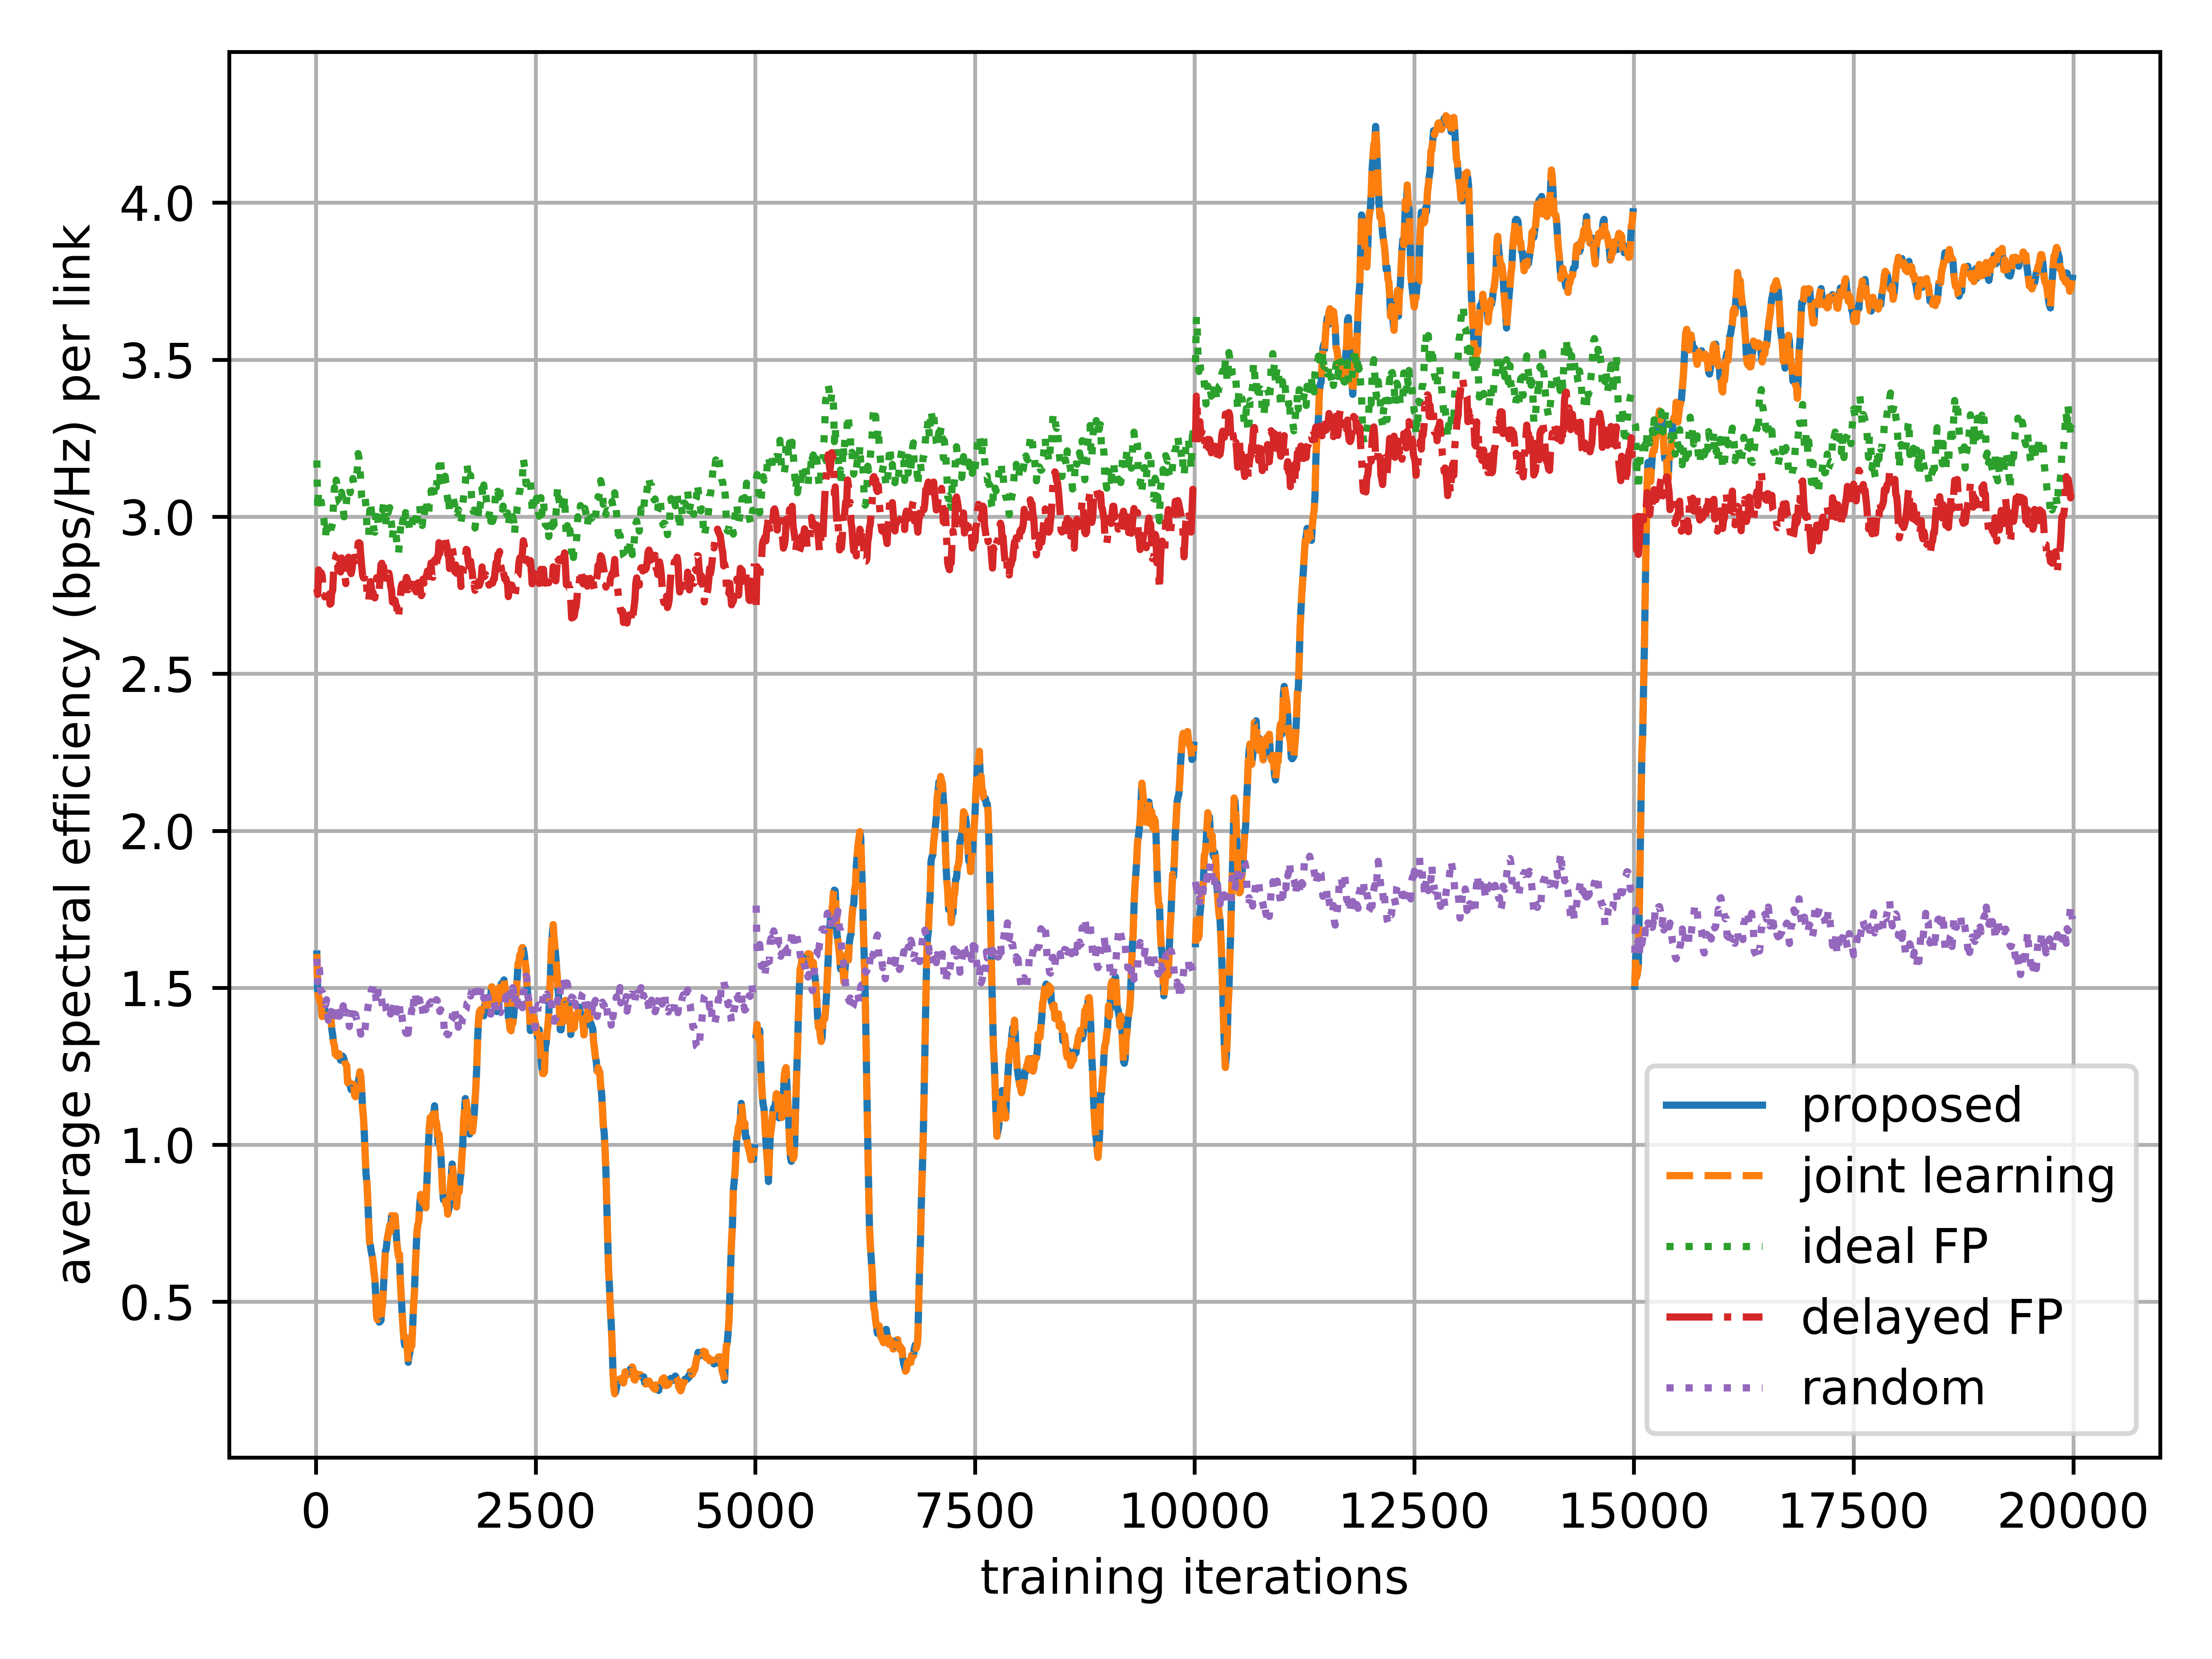 average spectral efficiency (bps/Hz) per link
4.0
3.5
3.0
2.5
2.0
1.5
1.0
0.5
proposed
joint learning
ideal FP
delayed FP
random
0 2500 5000 7500 10000 12500 15000 17500 20000
training iterations